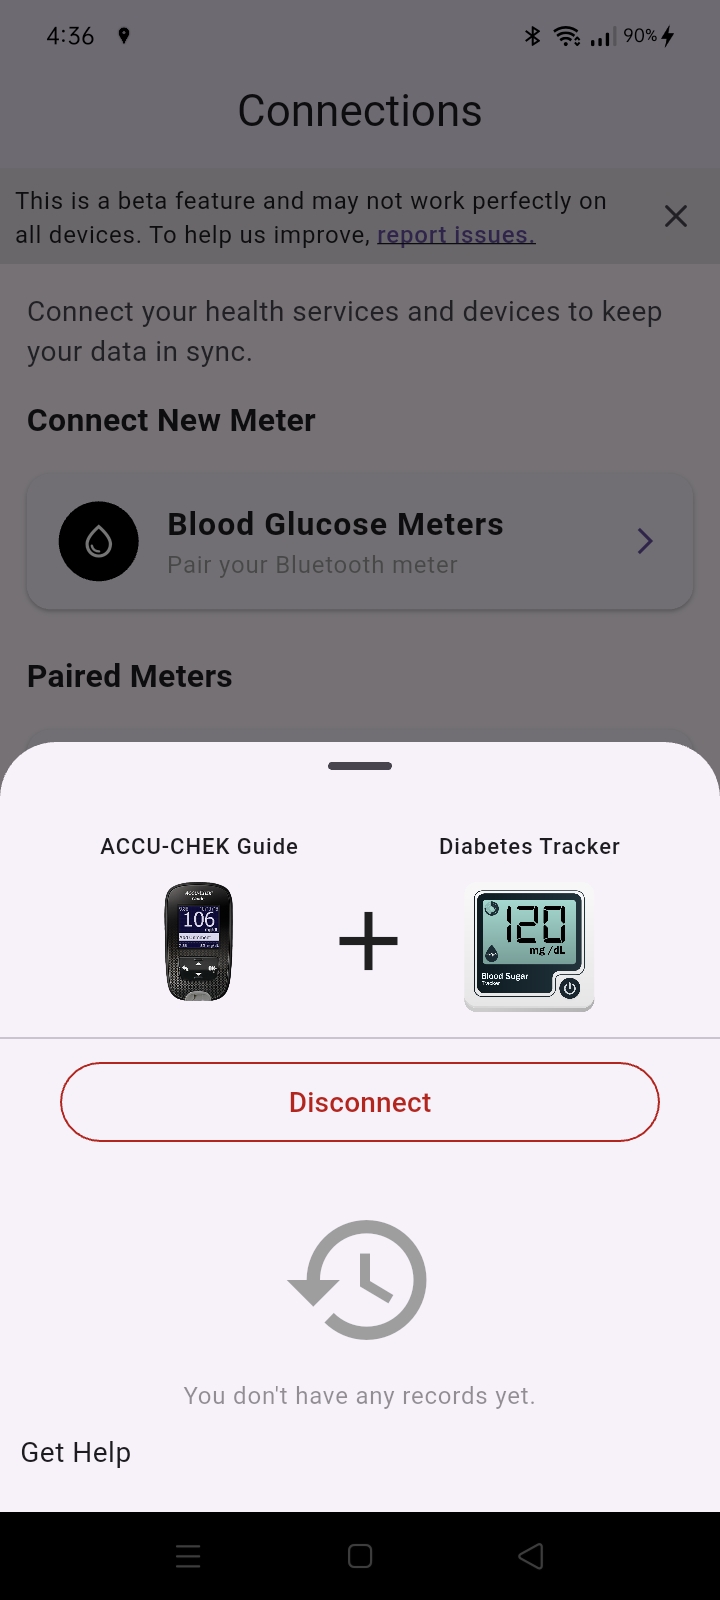 4:36
90%
Connections
This is a beta feature and may not work perfectly on
all devices. To help us improve, report issues.
Connect your health services and devices to keep
your data in sync.
Connect New Meter
Blood Glucose Meters
Pair your Bluetooth meter
Paired Meters
ACCU-CHEK Guide
Diabetes Tracker
ACCU-CHEK
106
120
mg/dL
Blood Sugar
Tracker
Disconnect
You don't have any records yet.
Get Help